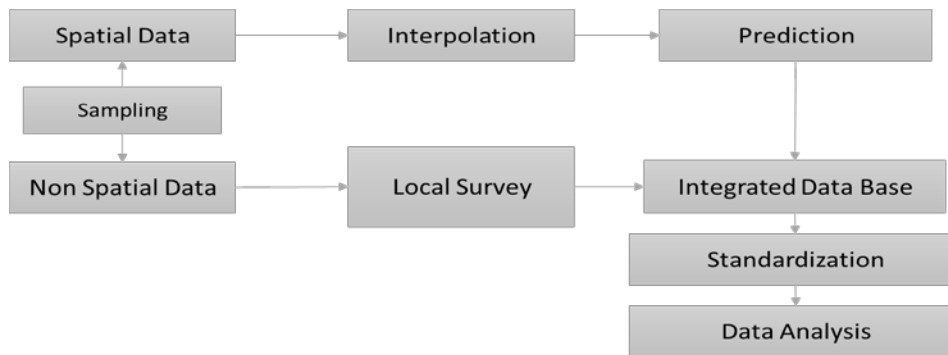 Spatial Data
Interpolation
Prediction
Sampling
Non Spatial Data
Local Survey
Integrated Data Base
Standardization
Data Analysis